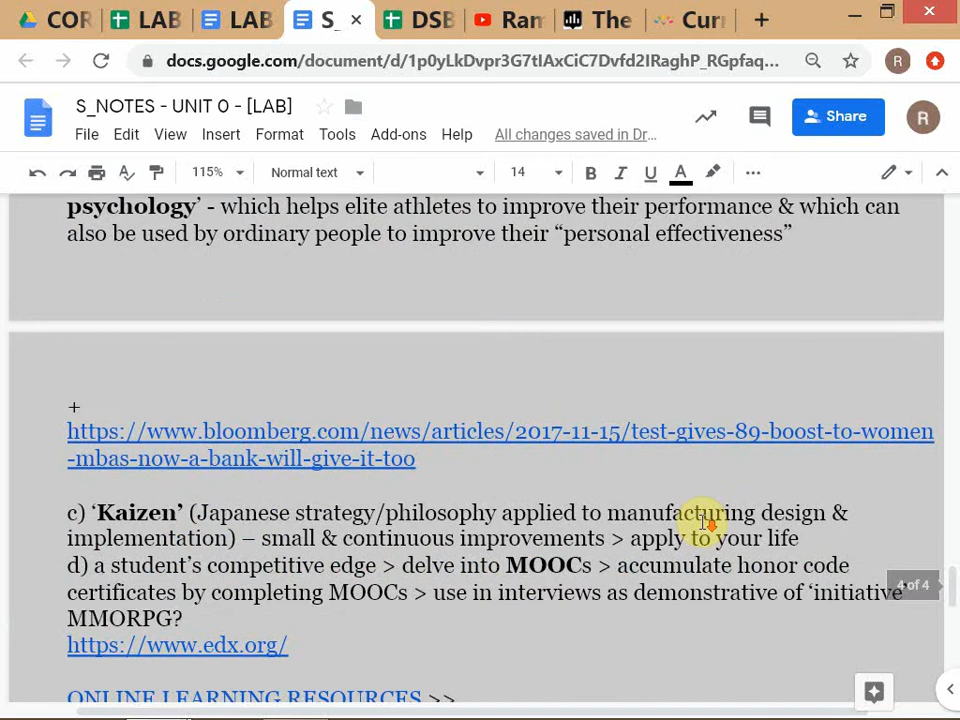 COR
LAB
LAB
S_
DSB
Ram
The
Curr
docs.google.com/document/d/1p0yLkDvpr3G7tIAxCiC7Dvfd2IRaghP_RGpfaq...
R
S_NOTES - UNIT 0 - [LAB]
File Edit View Insert Format Tools Add-ons Help All changes saved in Dr...
Share
R
115% Normal text 14 B I U A
psychology’ - which helps elite athletes to improve their performance & which can
also be used by ordinary people to improve their “personal effectiveness”
+
https://www.bloomberg.com/news/articles/2017-11-15/test-gives-89-boost-to-women
-mbas-now-a-bank-will-give-it-too
c) ‘Kaizen’ (Japanese strategy/philosophy applied to manufacturing design &
implementation) – small & continuous improvements > apply to your life
d) a student’s competitive edge > delve into MOOCs > accumulate honor code
certificates by completing MOOCs > use in interviews as demonstrative of ‘initiative’
4 of 4
MMORPG?
https://www.edx.org/
ONLINE LEARNING RESOURCES >>